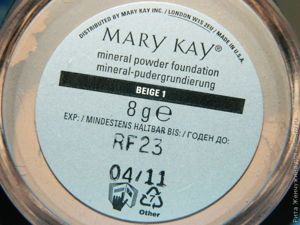 DISTRIBUTED BY MARY KAY INC. / LONDON W1S 2EU / MADE IN U.S.A.
MARY KAY®
mineral powder foundation
mineral-pudergrundierung
BEIGE 1
8 g e
EXP: / MINDESTENS HALTBAR BIS: / ГОДЕН ДО:
RF23
04/11
Other